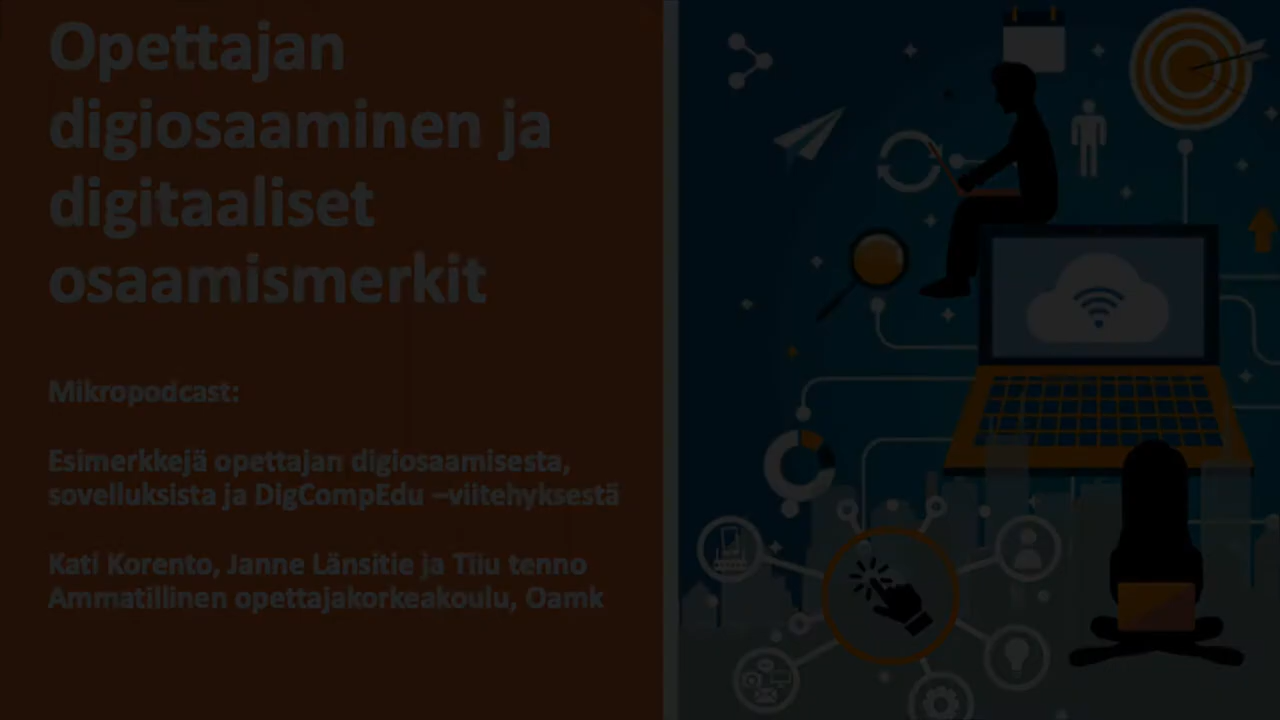 Opettajan
digiosaaminen ja
digitaaliset
osaamismerkit
Mikropodcast:
Esimerkkejä opettajan digiosaamisesta,
sovelluksista ja DigCompEdu –viitehyksestä
Kati Korento, Janne Länsitie ja Tiiu tenno
Ammatillinen opettajakorkeakoulu, Oamk